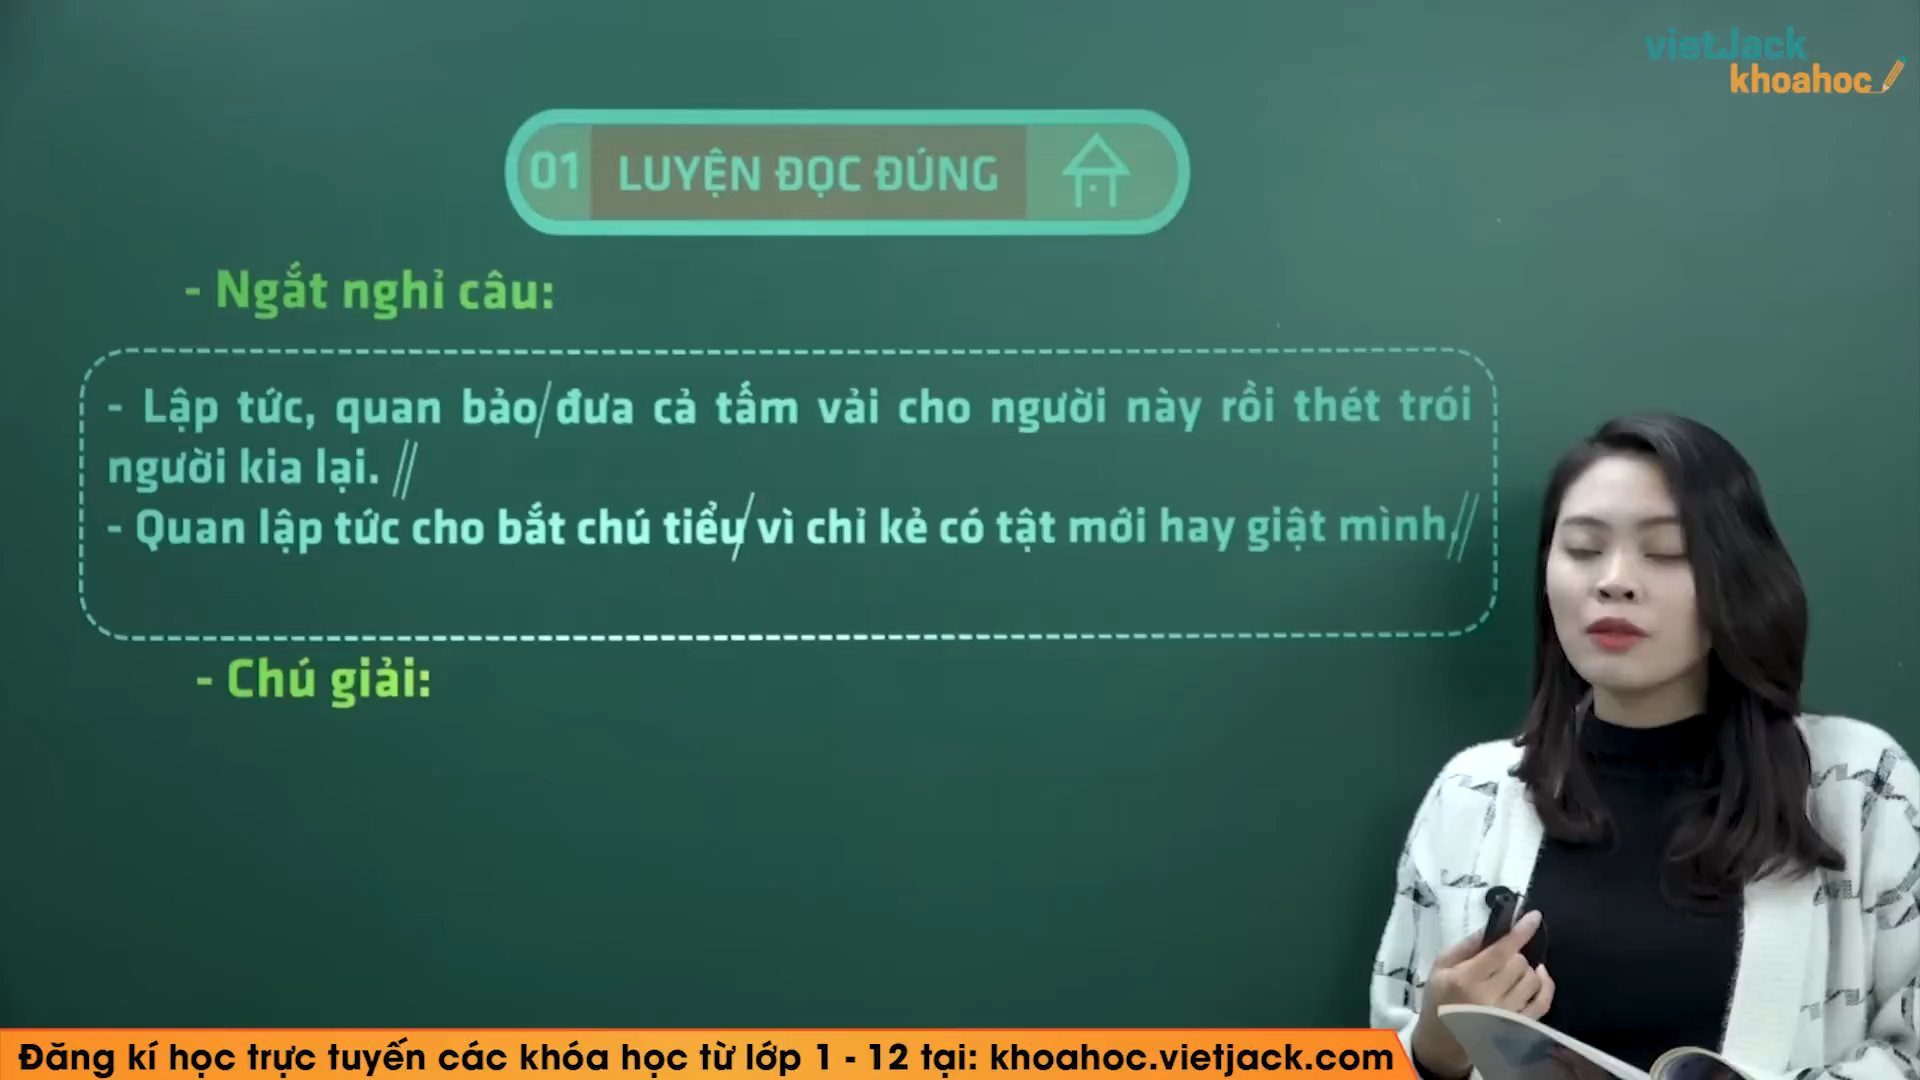 vietJack
khoahoc
01 LUYỆN ĐỌC ĐÚNG
- Ngắt nghỉ câu:
- Lập tức, quan bảo/ đưa cả tấm vải cho người này rồi thét trói
người kia lại. //
- Quan lập tức cho bắt chú tiểu/ vì chỉ kẻ có tật mới hay giật mình.//
- Chú giải:
Đăng kí học trực tuyến các khóa học từ lớp 1 - 12 tại: khoahoc.vietjack.com